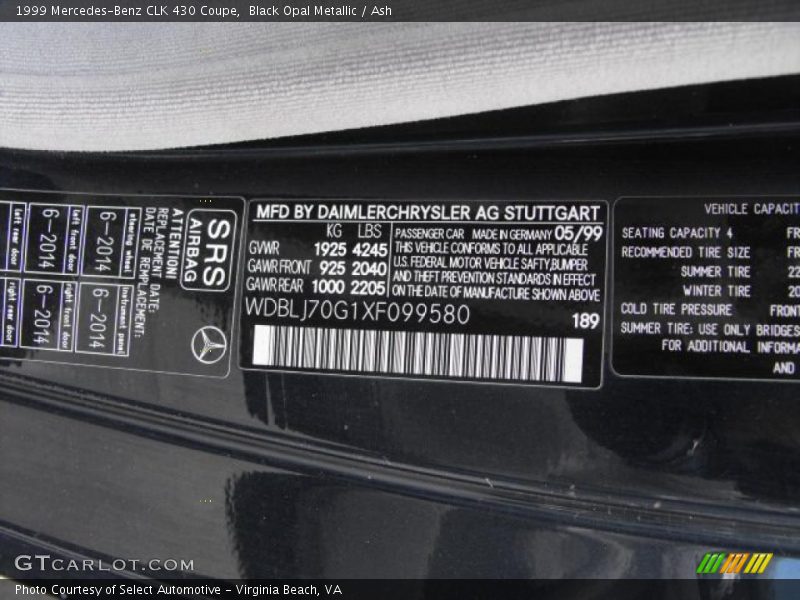 1999 Mercedes-Benz CLK 430 Coupe, Black Opal Metallic / Ash
SRS
AIRBAG
ATTENTION!
REPLACEMENT DATE:
DATE DE REMPLACEMENT:
steering wheel
6-2014
left front door
6-2014
left rear door
instrument panel
6-2014
right front door
6-2014
right rear door
MFD BY DAIMLERCHRYSLER AG STUTTGART
KG LBS
GVWR 1925 4245
GAWR FRONT 925 2040
GAWR REAR 1000 2205
PASSENGER CAR MADE IN GERMANY 05/99
THIS VEHICLE CONFORMS TO ALL APPLICABLE
U.S. FEDERAL MOTOR VEHICLE SAFTY,BUMPER
AND THEFT PREVENTION STANDARDS IN EFFECT
ON THE DATE OF MANUFACTURE SHOWN ABOVE
WDBLJ70G1XF099580
189
VEHICLE CAPACIT
SEATING CAPACITY 4 FR
RECOMMENDED TIRE SIZE FR
SUMMER TIRE 22
WINTER TIRE 20
COLD TIRE PRESSURE FRONT
SUMMER TIRE: USE ONLY BRIDGES
FOR ADDITIONAL INFORMA
AND
GTCARLOT.COM
Photo Courtesy of Select Automotive - Virginia Beach, VA